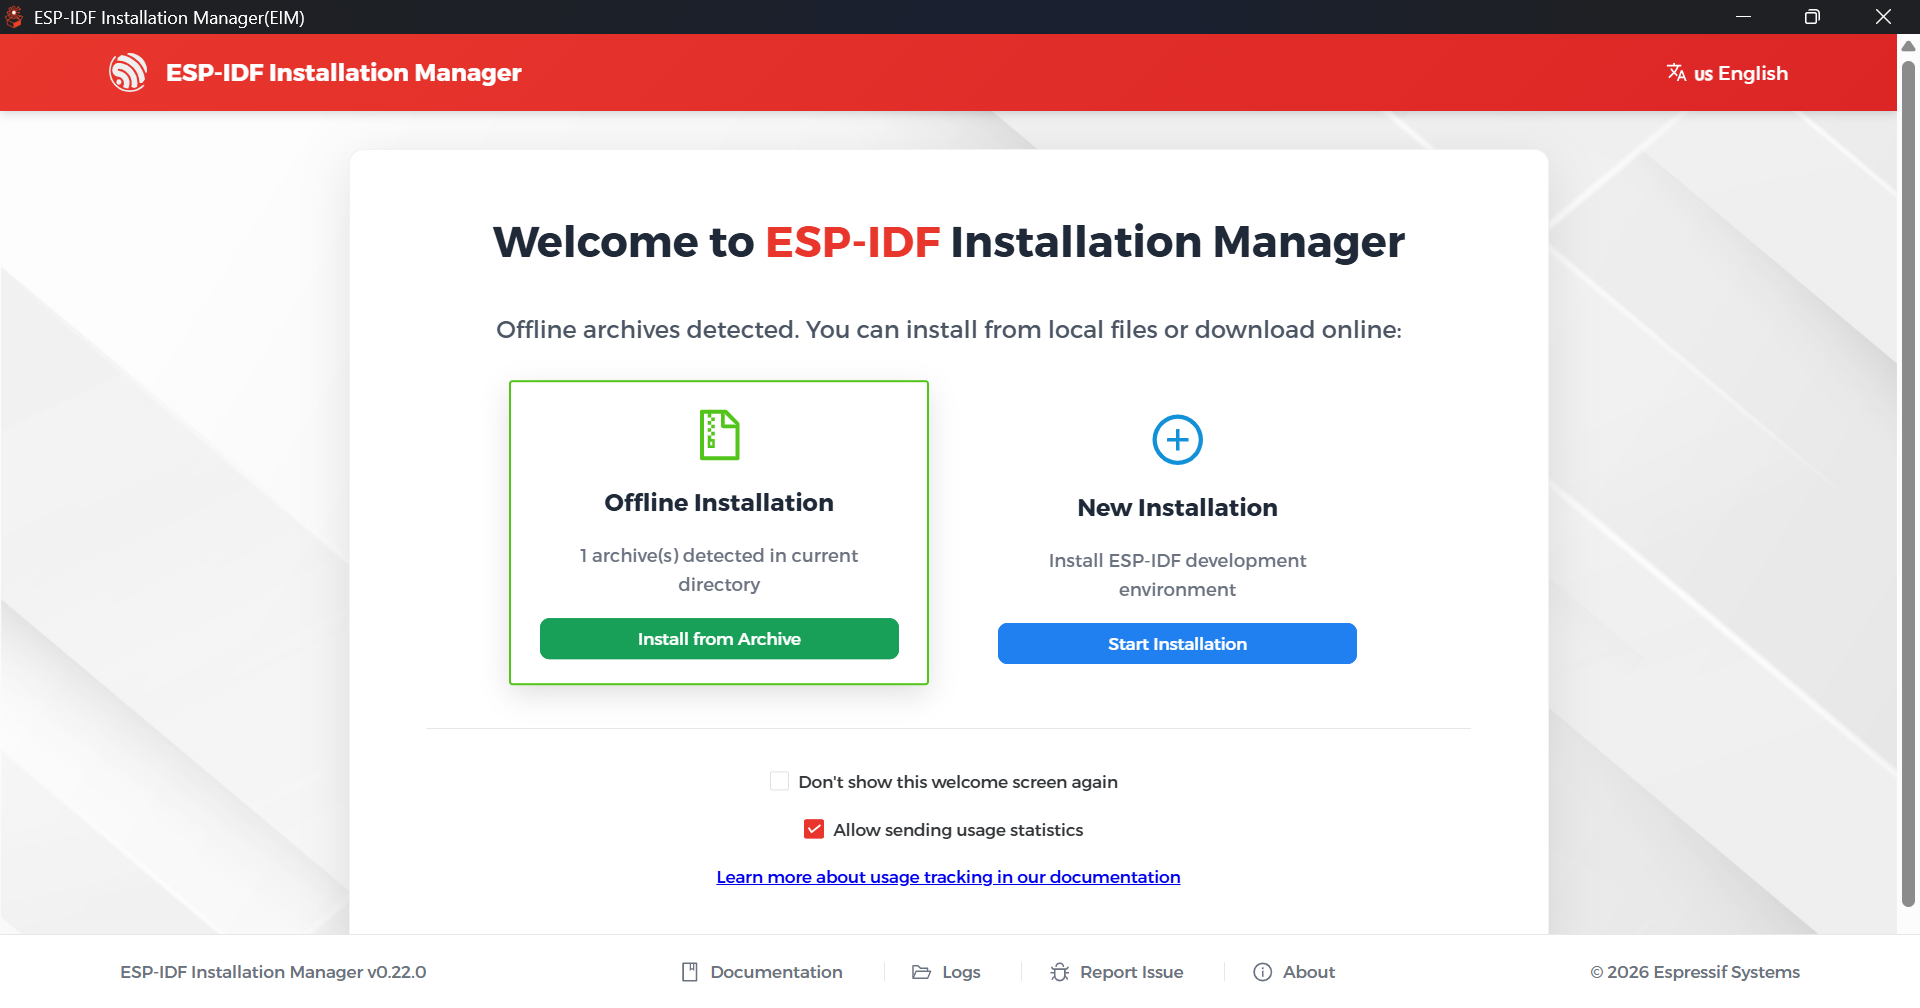 ESP-IDF Installation Manager(EIM)
ESP-IDF Installation Manager
US English
Welcome to ESP-IDF Installation Manager
Offline archives detected. You can install from local files or download online:
Offline Installation
1 archive(s) detected in current
directory
Install from Archive
New Installation
Install ESP-IDF development
environment
Start Installation
Don't show this welcome screen again
Allow sending usage statistics
Learn more about usage tracking in our documentation
ESP-IDF Installation Manager v0.22.0
Documentation
Logs
Report Issue
About
© 2026 Espressif Systems